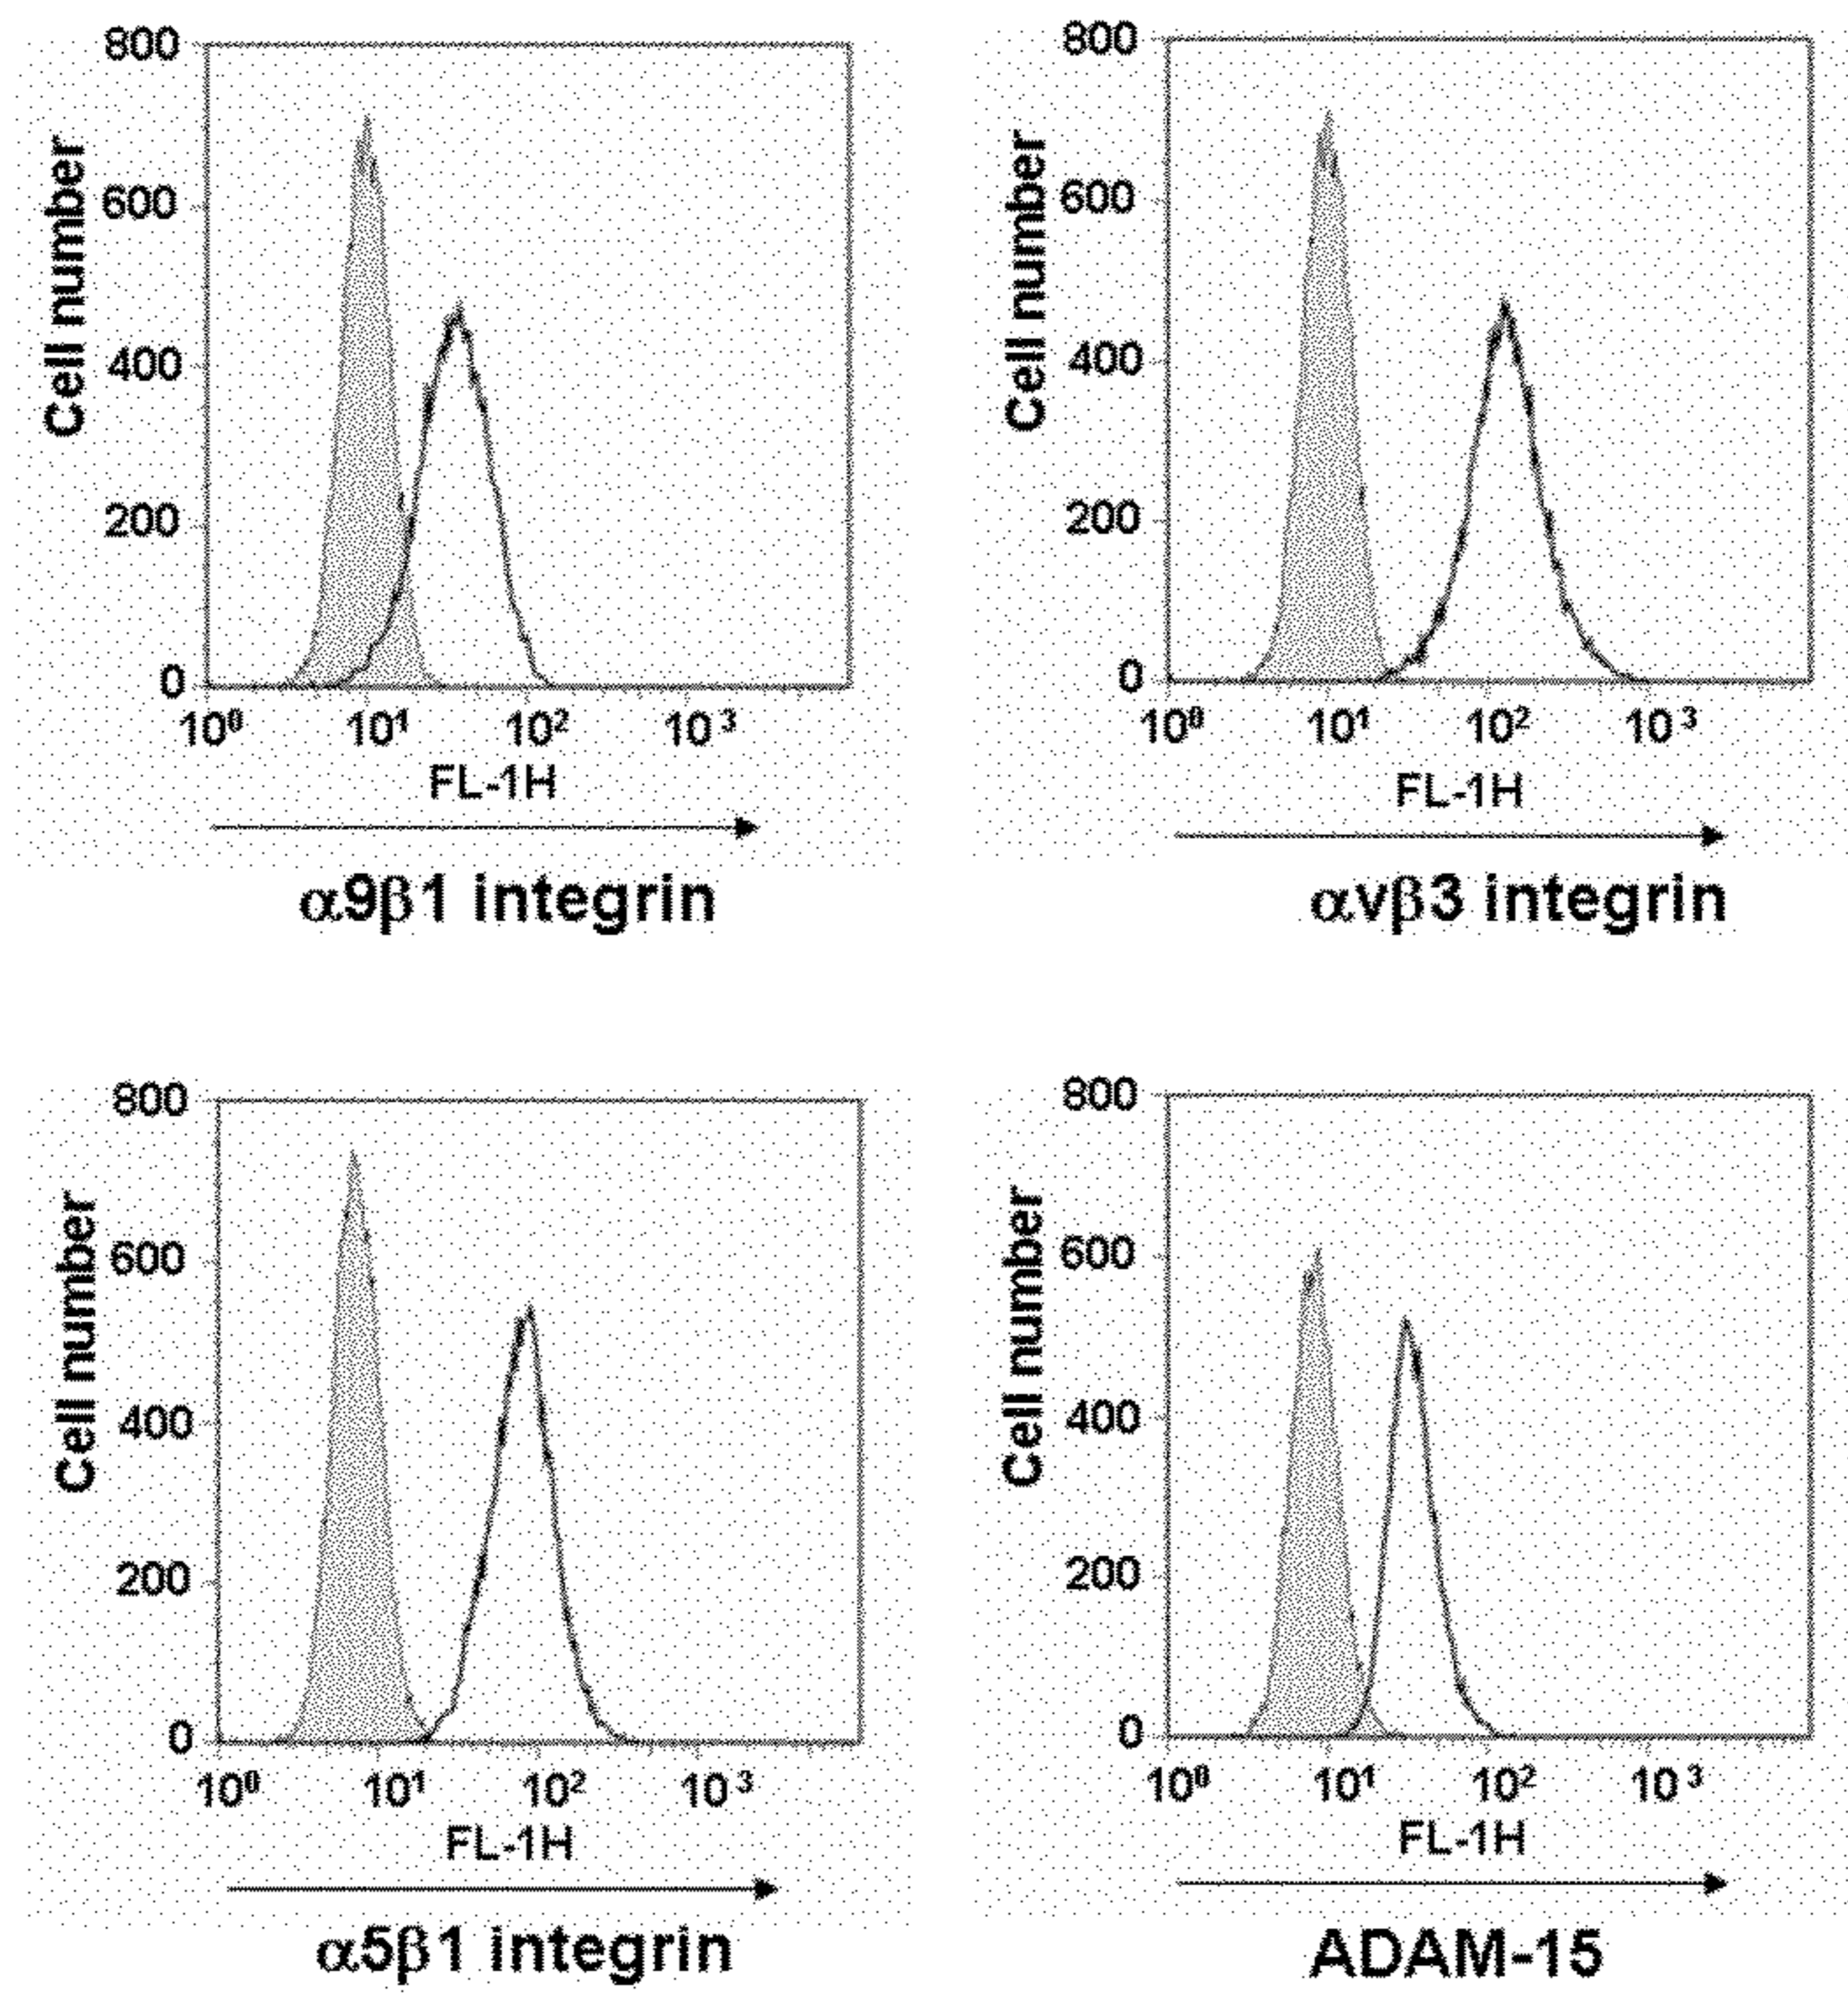 800
600
400
200
0
Cell number
10⁰ 10¹ 10² 10³
FL-1H
α9β1 integrin
800
600
400
200
0
Cell number
10⁰ 10¹ 10² 10³
FL-1H
αvβ3 integrin
800
600
400
200
0
Cell number
10⁰ 10¹ 10² 10³
FL-1H
α5β1 integrin
800
600
400
200
0
Cell number
10⁰ 10¹ 10² 10³
FL-1H
ADAM-15